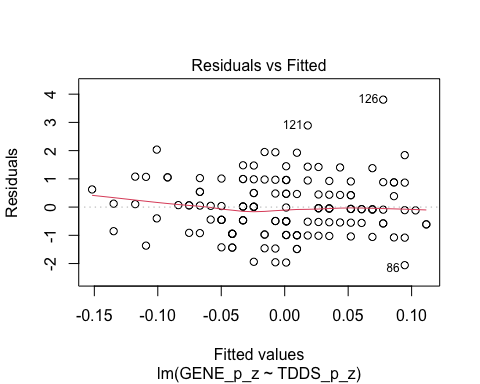 Residuals vs Fitted
Residuals
4
3
2
1
0
-1
-2
126
121
86
-0.15 -0.10 -0.05 0.00 0.05 0.10
Fitted values
lm(GENE_p_z ~ TDDS_p_z)